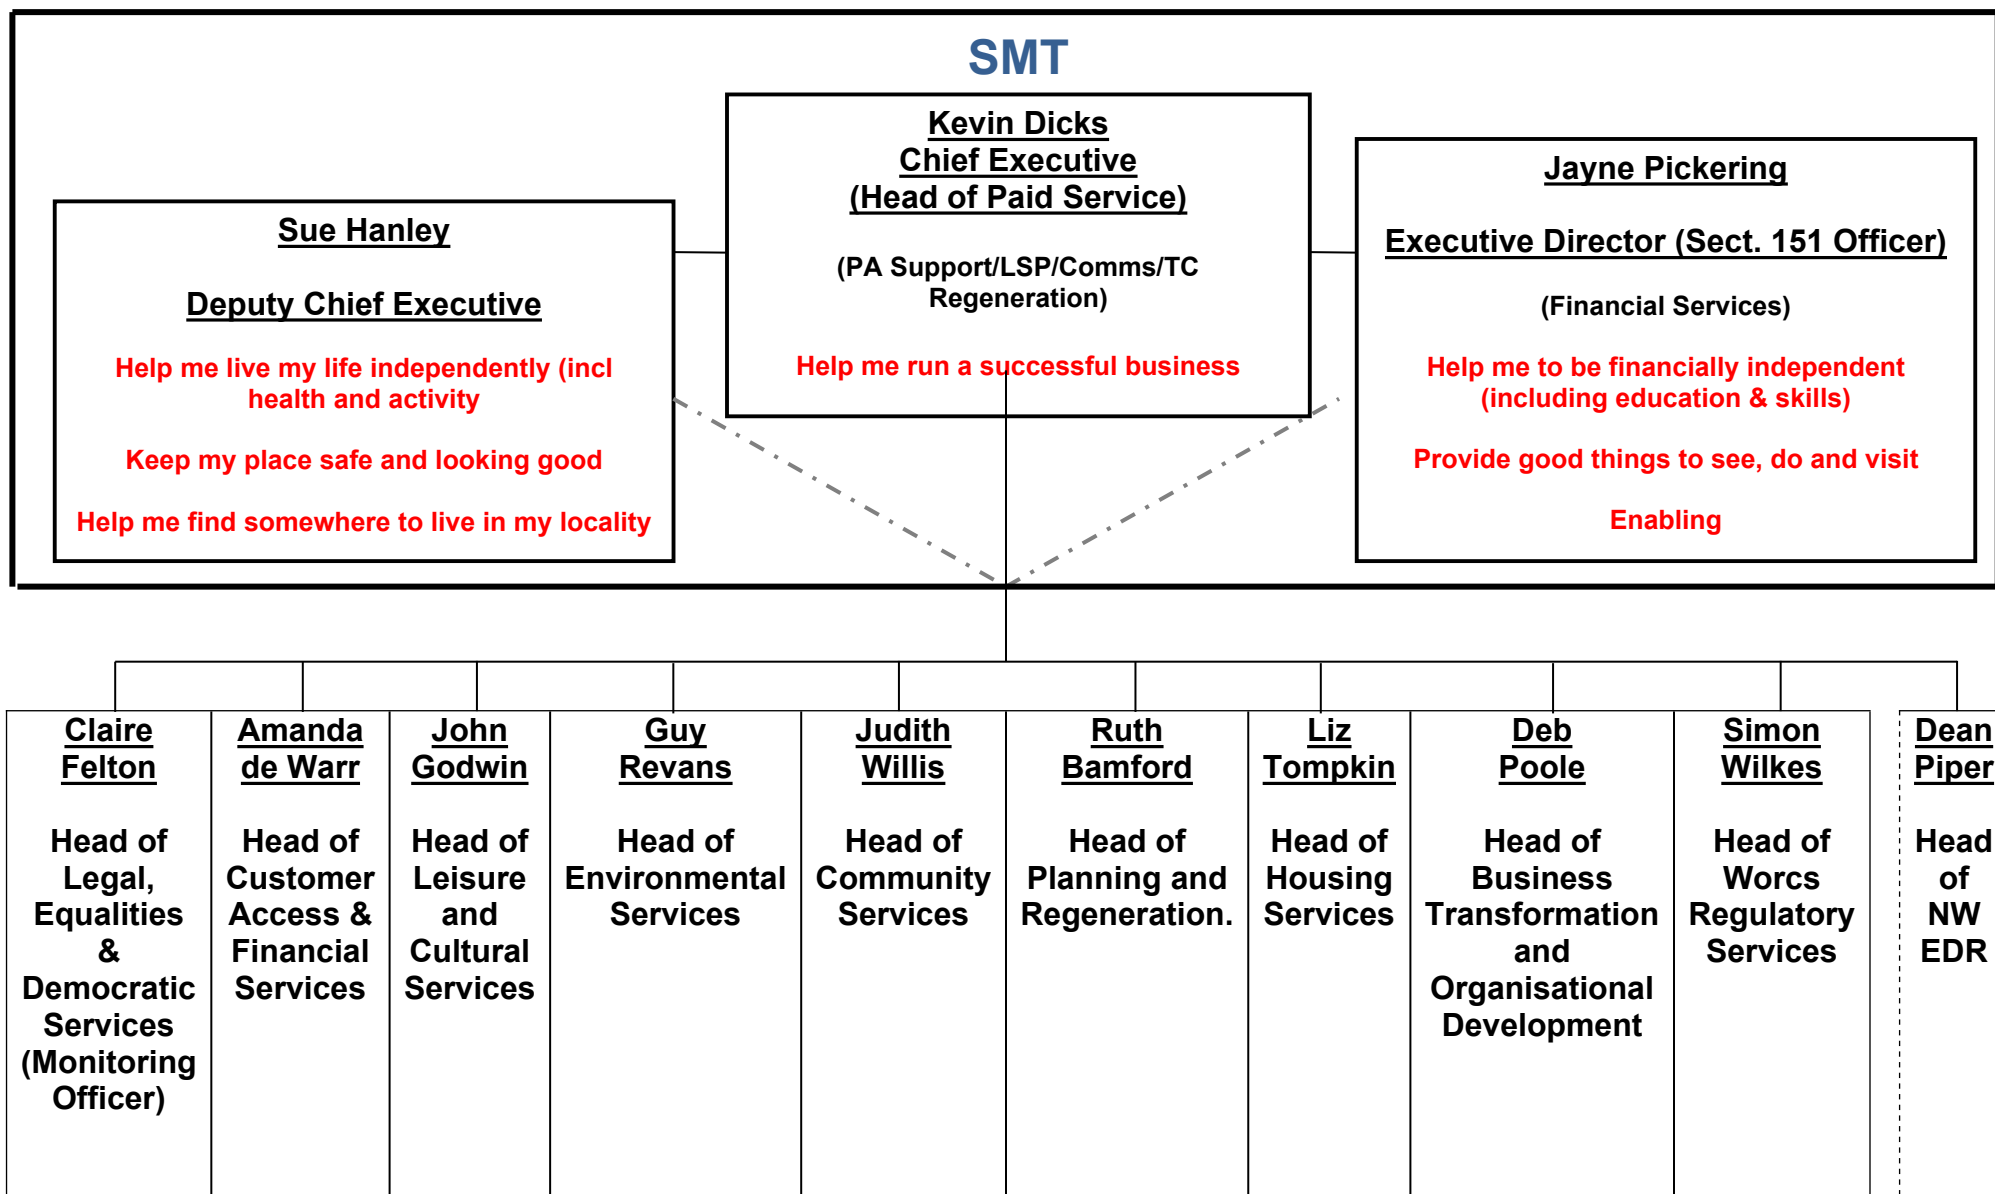 SMT
Sue Hanley
Deputy Chief Executive
Help me live my life independently (incl
health and activity
Keep my place safe and looking good
Help me find somewhere to live in my locality
Kevin Dicks
Chief Executive
(Head of Paid Service)
(PA Support/LSP/Comms/TC
Regeneration)
Help me run a successful business
Jayne Pickering
Executive Director (Sect. 151 Officer)
(Financial Services)
Help me to be financially independent
(including education & skills)
Provide good things to see, do and visit
Enabling
Claire
Felton
Head of
Legal,
Equalities
&
Democratic
Services
(Monitoring
Officer)
Amanda
de Warr
Head of
Customer
Access &
Financial
Services
John
Godwin
Head of
Leisure
and
Cultural
Services
Guy
Revans
Head of
Environmental
Services
Judith
Willis
Head of
Community
Services
Ruth
Bamford
Head of
Planning and
Regeneration.
Liz
Tompkin
Head of
Housing
Services
Deb
Poole
Head of
Business
Transformation
and
Organisational
Development
Simon
Wilkes
Head of
Worcs
Regulatory
Services
Dean
Piper
Head
of
NW
EDR